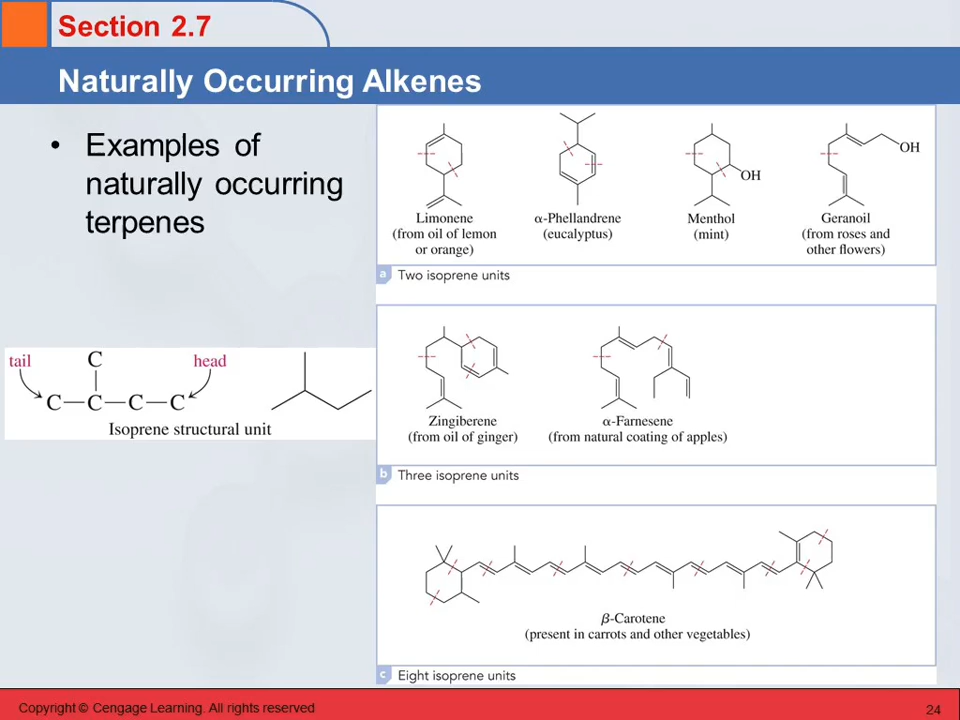 Section 2.7
Naturally Occurring Alkenes
• Examples of
naturally occurring
terpenes
tail
C
head
C—C—C—C
Isoprene structural unit
OH
OH
Limonene
(from oil of lemon
or orange)
α-Phellandrene
(eucalyptus)
Menthol
(mint)
Geranoil
(from roses and
other flowers)
a Two isoprene units
Zingiberene
(from oil of ginger)
α-Farnesene
(from natural coating of apples)
b Three isoprene units
β-Carotene
(present in carrots and other vegetables)
c Eight isoprene units
Copyright © Cengage Learning. All rights reserved
24